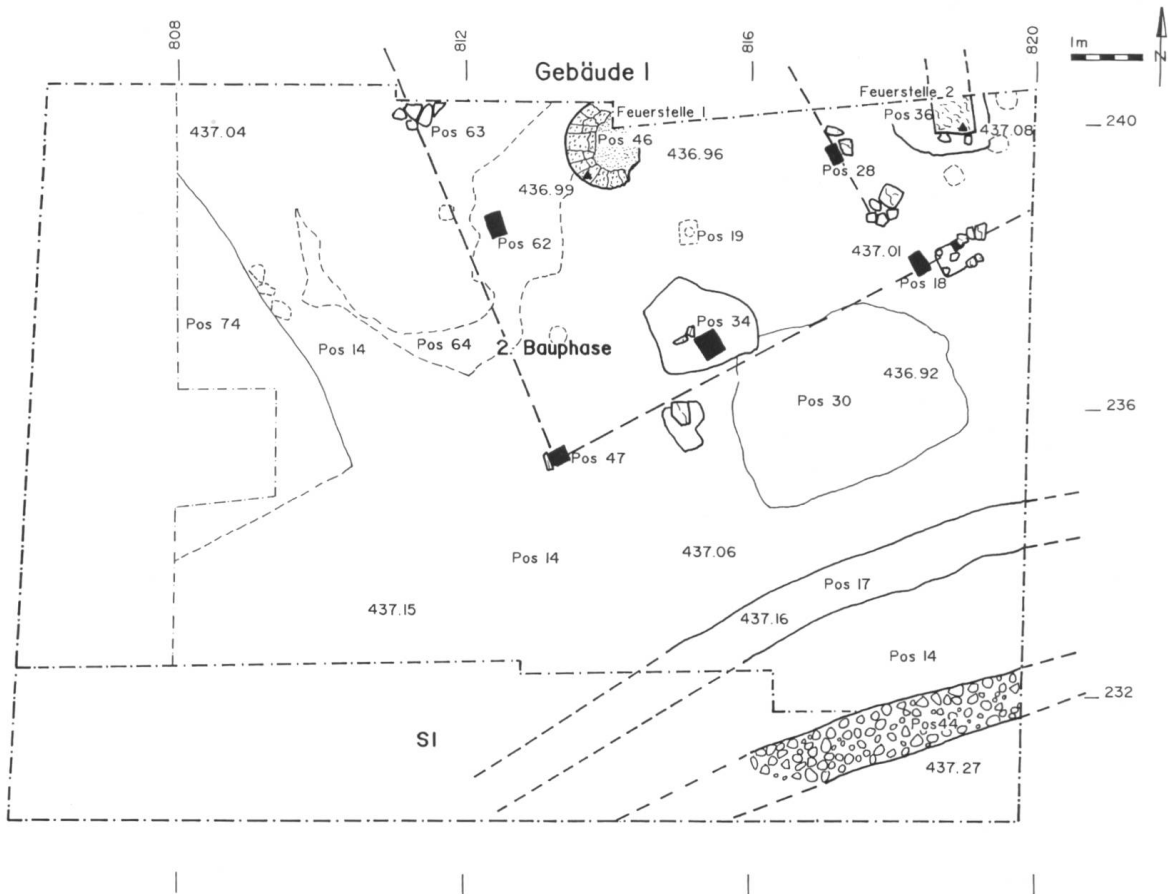 808
812
816
820
1m
N
Gebäude I
Feuerstelle 1
Feuerstelle 2
437.04
Pos 63
Pos 46
436.96
Pos 36
437.08
240
436.99
Pos 28
Pos 62
Pos 19
437.01
Pos 18
Pos 74
Pos 14
Pos 64
2. Bauphase
Pos 34
436.92
Pos 30
236
Pos 47
Pos 14
437.06
Pos 17
437.15
437.16
Pos 14
232
Pos 44
S1
437.27